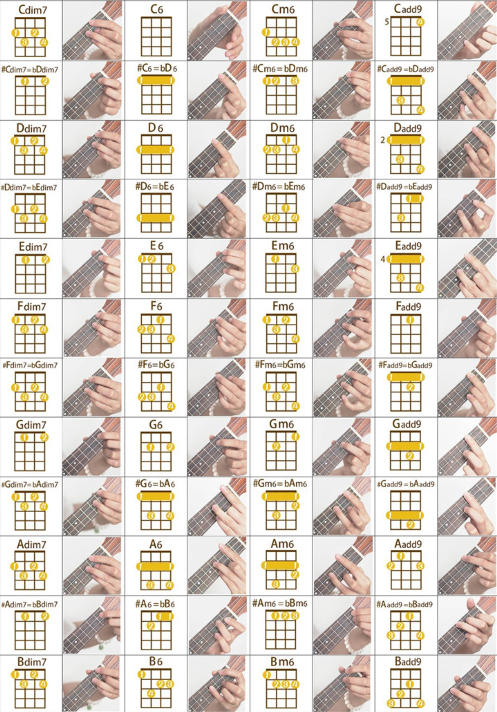 Cdim7 C6 Cm6 Cadd9
5
#Cdim7=bDdim7 #C6=bD6 #Cm6=bDm6 #Cadd9=bDadd9
Ddim7 D6 Dm6 Dadd9
2
#Ddim7=bEdim7 #D6=bE6 #Dm6=bEm6 #Dadd9=bEadd9
Edim7 E6 Em6 Eadd9
4
Fdim7 F6 Fm6 Fadd9
#Fdim7=bGdim7 #F6=bG6 #Fm6=bGm6 #Fadd9=bGadd9
Gdim7 G6 Gm6 Gadd9
#Gdim7=bAdim7 #G6=bA6 #Gm6=bAm6 #Gadd9=bAadd9
Adim7 A6 Am6 Aadd9
#Adim7=bBdim7 #A6=bB6 #Am6=bBm6 #Aadd9=bBadd9
Bdim7 B6 Bm6 Badd9